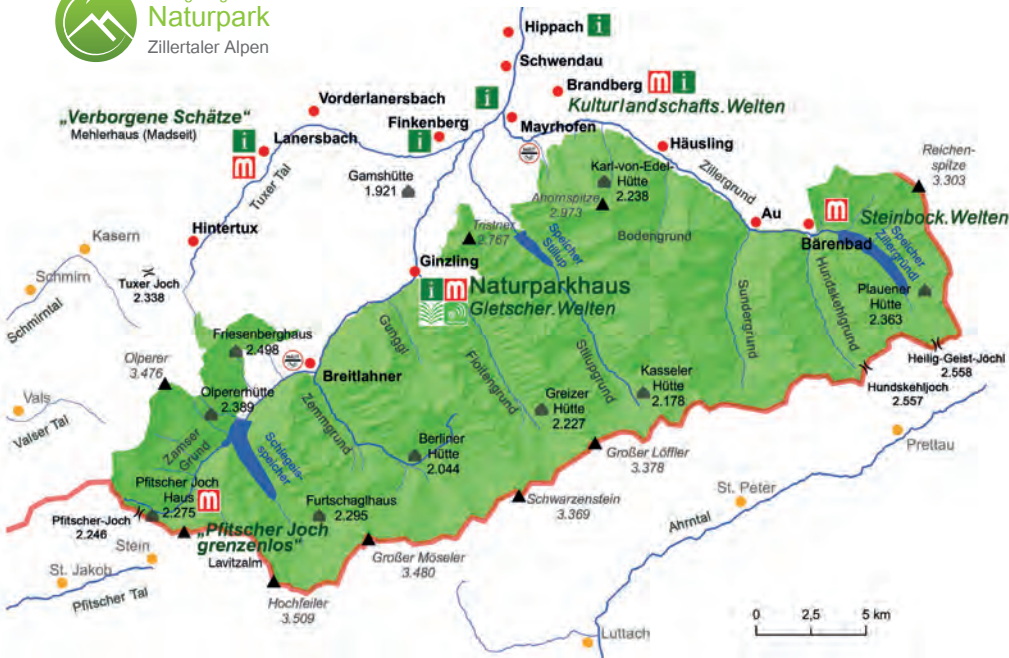 Naturpark
Zillertaler Alpen
Hippach i
Schwendau
Brandberg m i
Kulturlandschafts.Welten
Vorderlanersbach
„Verborgene Schätze“
Mehlerhaus (Madseit)
i
m
Lanersbach
Finkenberg
i
i
Mayrhofen
Häusling
Reichen-
spitze
3.303
Karl-von-Edel-
Hütte
2.238
Zillergrund
Gamshütte
1.921
Tuxer Tal
Ahornspitze
2.973
Au
m
Steinbock.Welten
Tristner
2.767
Speicher
Stillup
Bodengrund
Bärenbad
Speicher
Zillergründl
Hintertux
Kasern
Schmirn
Schmirntal
Tuxer Joch
2.338
Ginzling
i m Naturparkhaus
Gletscher.Welten
Plauener
Hütte
2.363
Sundergrund
Hundskehlgrund
Friesenberghaus
2.498
Gunggl
Floitengrund
Stilupgrund
Heilig-Geist-Jöchl
2.558
Olperer
3.476
Breitlahner
Kasseler
Hütte
2.178
Hundskehljoch
2.557
Olpererhütte
2.389
Greizer
Hütte
2.227
Vals
Valser Tal
Zamser
Grund
Schlegeis-
speicher
Zemmgrund
Berliner
Hütte
2.044
Großer Löffler
3.378
Prettau
Pfitscher Joch
Haus
2.275
m
Furtschaglhaus
2.295
Schwarzenstein
3.369
St. Peter
Ahrntal
Pfitscher-Joch
2.246
„Pfitscher Joch
grenzenlos“
Lavitzalm
Stein
St. Jakob
Pfitscher Tal
Großer Möseler
3.480
Hochfeiler
3.509
0 2,5 5 km
Luttach